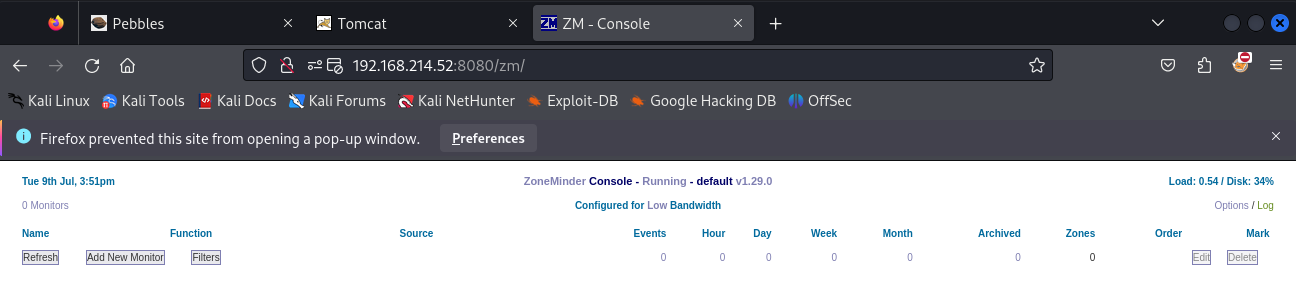 Pebbles Tomcat ZM - Console
192.168.214.52:8080/zm/
Kali Linux Kali Tools Kali Docs Kali Forums Kali NetHunter Exploit-DB Google Hacking DB OffSec
Firefox prevented this site from opening a pop-up window. Preferences
Tue 9th Jul, 3:51pm ZoneMinder Console - Running - default v1.29.0 Load: 0.54 / Disk: 34%
0 Monitors Configured for Low Bandwidth Options / Log
Name Function Source Events Hour Day Week Month Archived Zones Order Mark
Refresh Add New Monitor Filters 0 0 0 0 0 0 0 Edit Delete